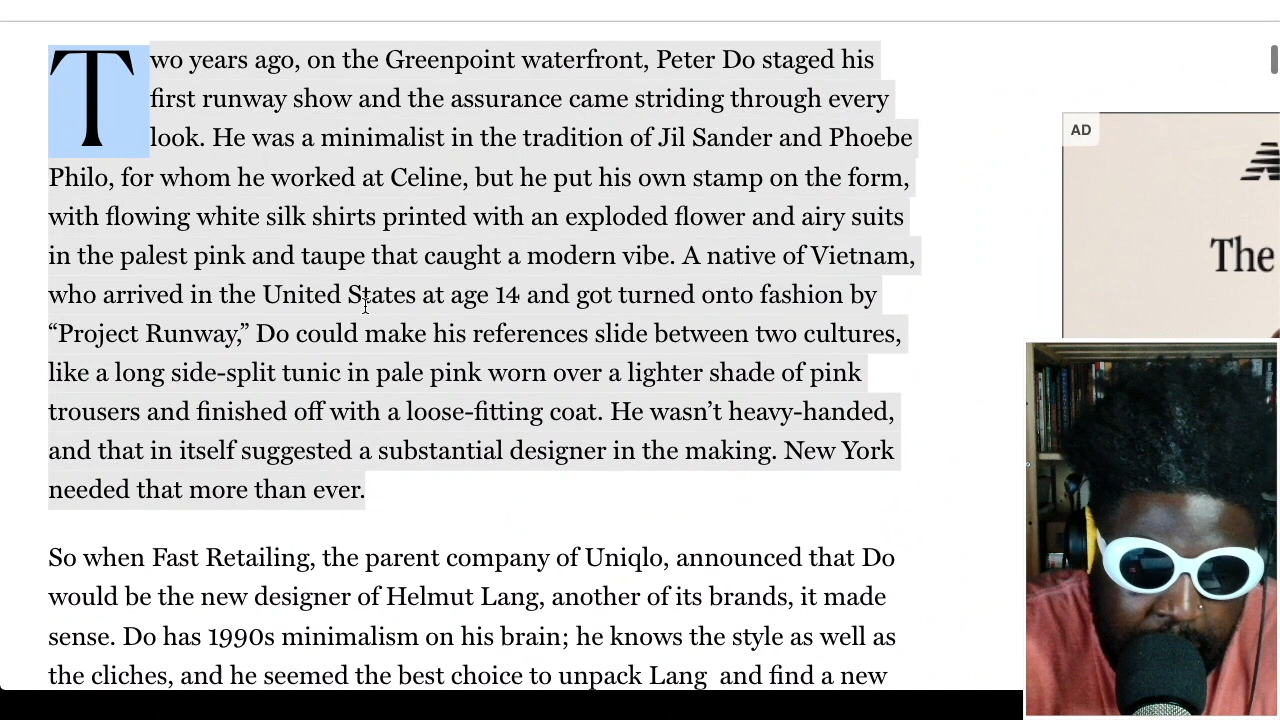 Two years ago, on the Greenpoint waterfront, Peter Do staged his
first runway show and the assurance came striding through every
look. He was a minimalist in the tradition of Jil Sander and Phoebe
Philo, for whom he worked at Celine, but he put his own stamp on the form,
with flowing white silk shirts printed with an exploded flower and airy suits
in the palest pink and taupe that caught a modern vibe. A native of Vietnam,
who arrived in the United States at age 14 and got turned onto fashion by
“Project Runway,” Do could make his references slide between two cultures,
like a long side-split tunic in pale pink worn over a lighter shade of pink
trousers and finished off with a loose-fitting coat. He wasn’t heavy-handed,
and that in itself suggested a substantial designer in the making. New York
needed that more than ever.
So when Fast Retailing, the parent company of Uniqlo, announced that Do
would be the new designer of Helmut Lang, another of its brands, it made
sense. Do has 1990s minimalism on his brain; he knows the style as well as
the cliches, and he seemed the best choice to unpack Lang and find a new
AD
The